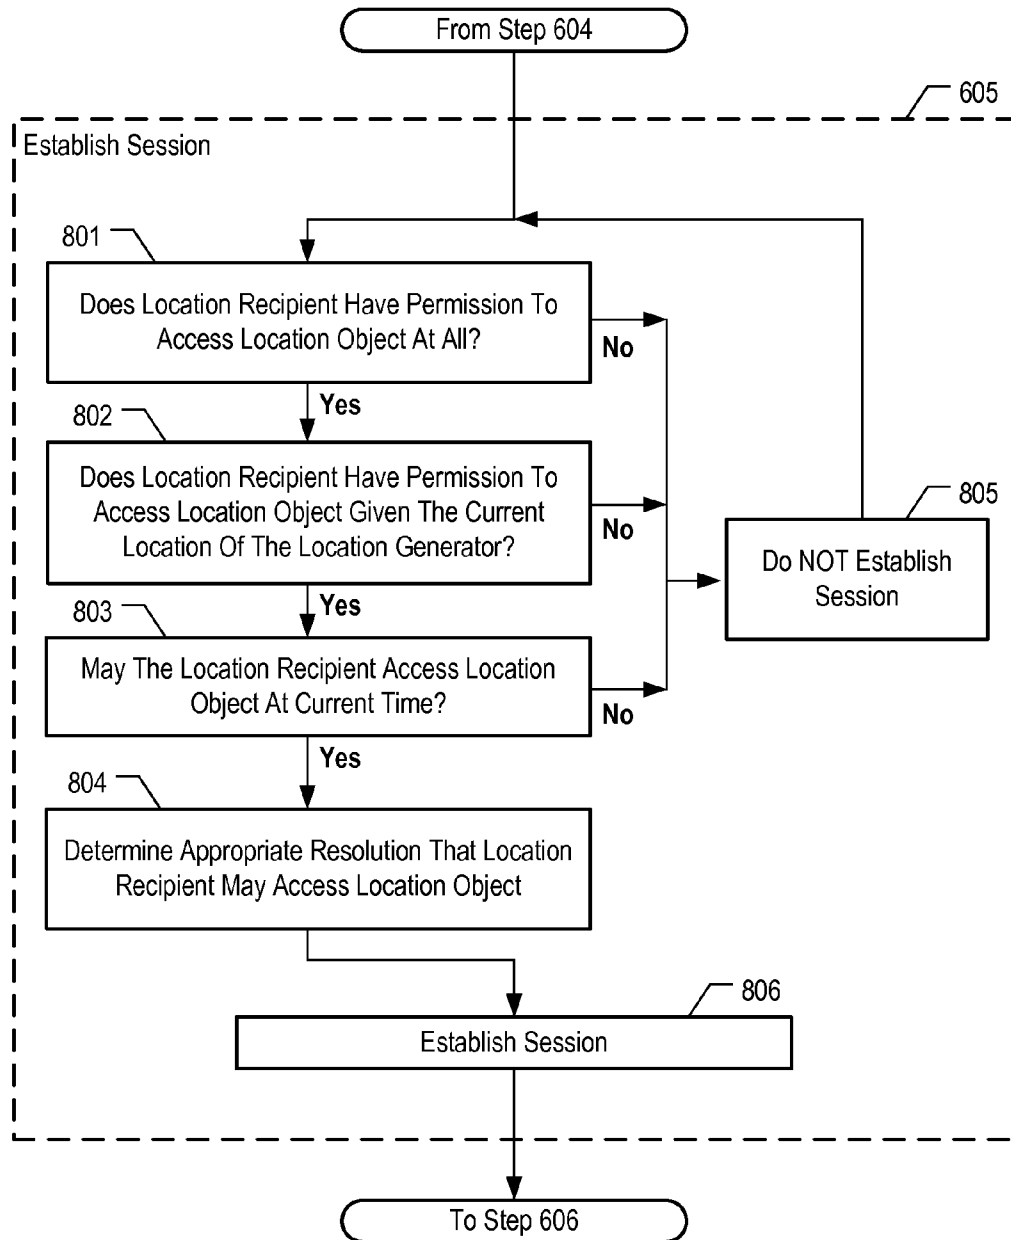 From Step 604
605
Establish Session
801
Does Location Recipient Have Permission To
Access Location Object At All?
No
Yes
802
Does Location Recipient Have Permission To
Access Location Object Given The Current
Location Of The Location Generator?
No
805
Do NOT Establish
Session
Yes
803
May The Location Recipient Access Location
Object At Current Time?
No
Yes
804
Determine Appropriate Resolution That Location
Recipient May Access Location Object
806
Establish Session
To Step 606